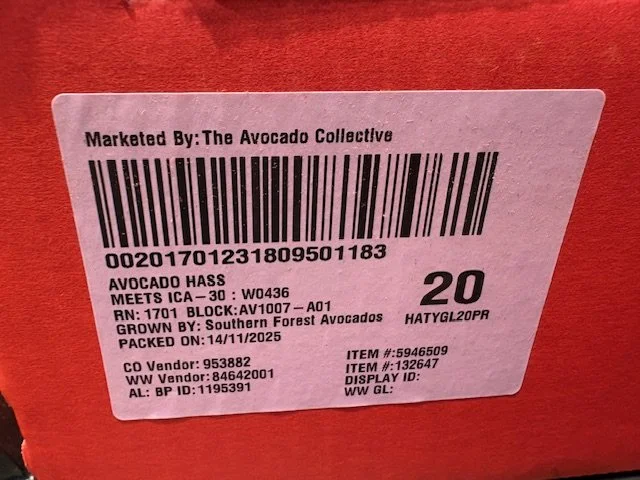 Marketed By: The Avocado Collective
00201701231809501183
AVOCADO HASS
MEETS ICA-30 : W0436
RN: 1701 BLOCK:AV1007-A01
GROWN BY: Southern Forest Avocados
PACKED ON:14/11/2025
20
HATYGL20PR
CO Vendor: 953882
WW Vendor: 84642001
AL: BP ID: 1195391
ITEM #:5946509
ITEM #:132647
DISPLAY ID:
WW GL: